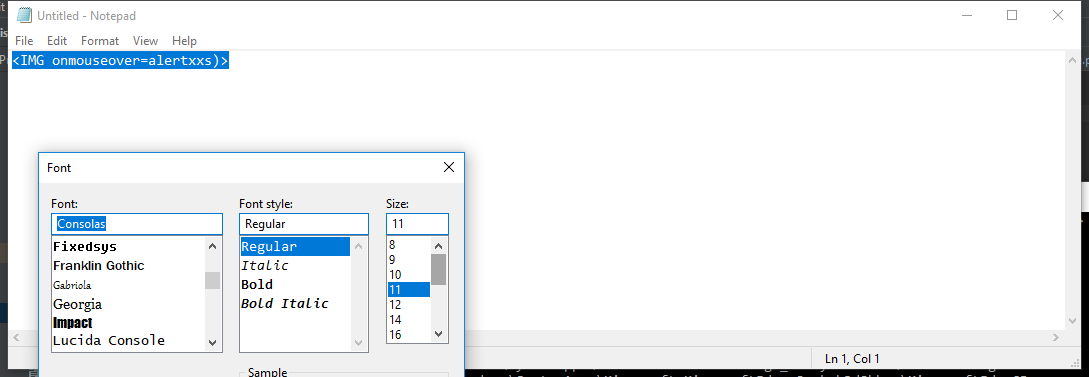 Untitled - Notepad
File Edit Format View Help
<IMG onmouseover=alertxxs)>
Font
Font: Font style: Size:
Consolas Regular 11
Fixedsys Regular 8
Franklin Gothic Italic 9
Gabriola Bold 10
Georgia Bold Italic 11
Impact 12
Lucida Console 14
16
Sample
Ln 1, Col 1